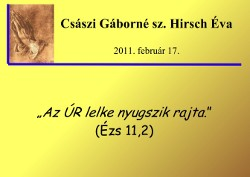 Császi Gáborné sz. Hirsch Éva
2011. február 17.
„Az ÚR lelke nyugszik rajta."
(Ézs 11,2)